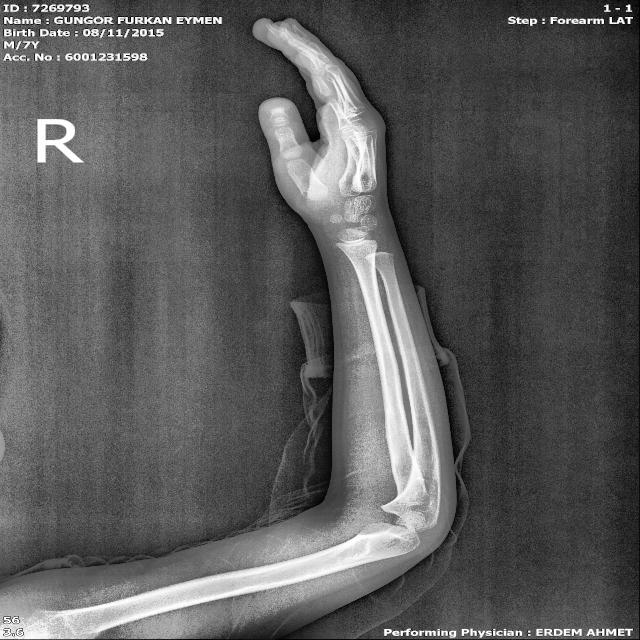 ID : 7269793
Name : GUNGOR FURKAN EYMEN
Birth Date : 08/11/2015
M/7Y
Acc. No : 6001231598
1 - 1
Step : Forearm LAT
R
56
3.6
Performing Physician : ERDEM AHMET